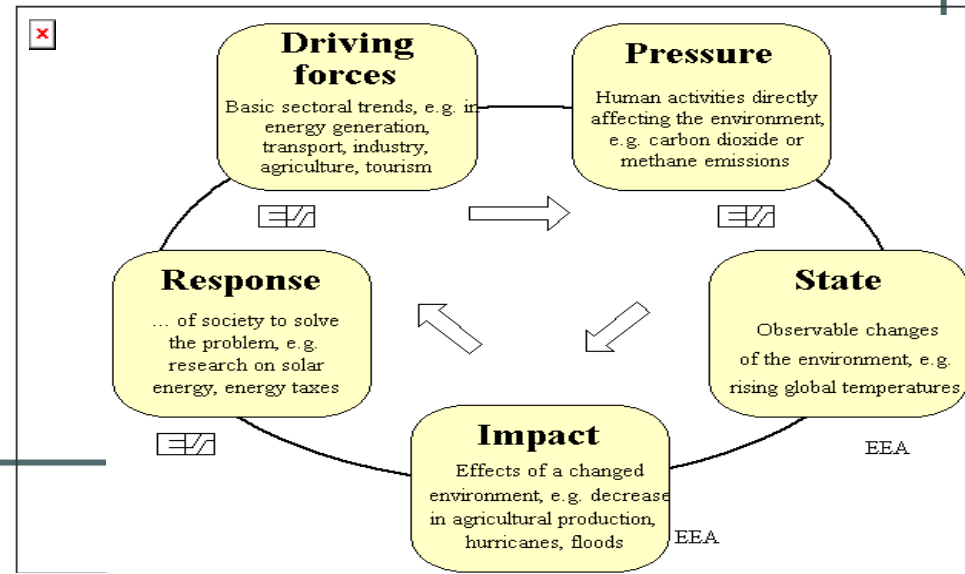 Driving
forces
Basic sectoral trends, e.g. in
energy generation,
transport, industry,
agriculture, tourism
Pressure
Human activities directly
affecting the environment,
e.g. carbon dioxide or
methane emissions
Response
... of society to solve
the problem, e.g.
research on solar
energy, energy taxes
State
Observable changes
of the environment, e.g.
rising global temperatures
EEA
Impact
Effects of a changed
environment, e.g. decrease
in agricultural production,
hurricanes, floods
EEA